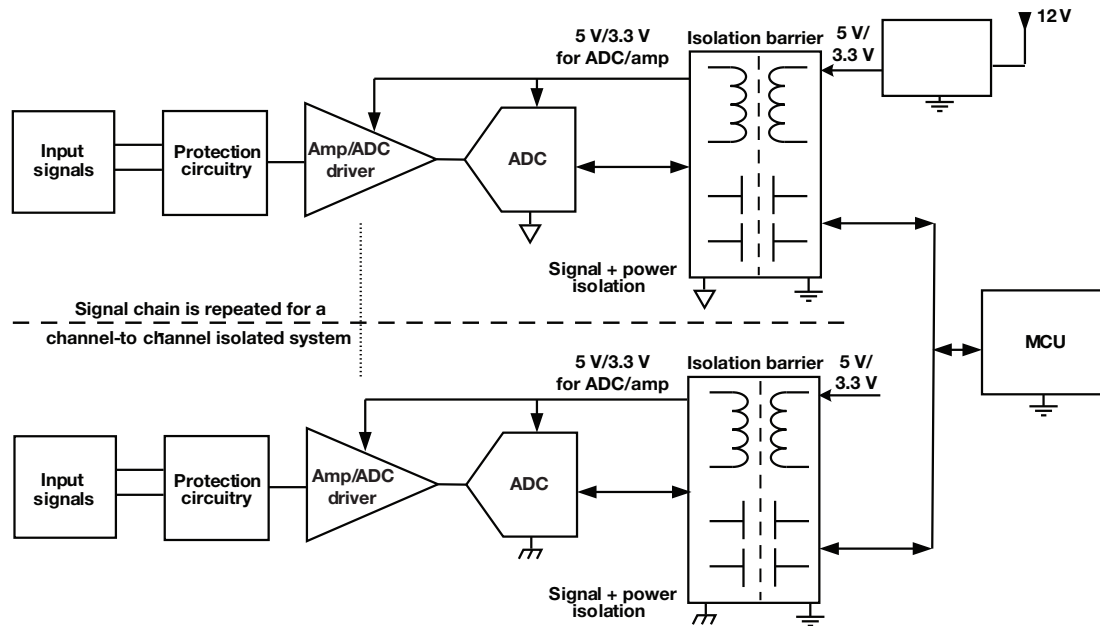 12 V
5 V/3.3 V
for ADC/amp
Isolation barrier
5 V/
3.3 V
Input
signals
Protection
circuitry
Amp/ADC
driver
ADC
Signal + power
isolation
Signal chain is repeated for a
channel-to channel isolated system
MCU
5 V/3.3 V
for ADC/amp
Isolation barrier
5 V/
3.3 V
Input
signals
Protection
circuitry
Amp/ADC
driver
ADC
Signal + power
isolation